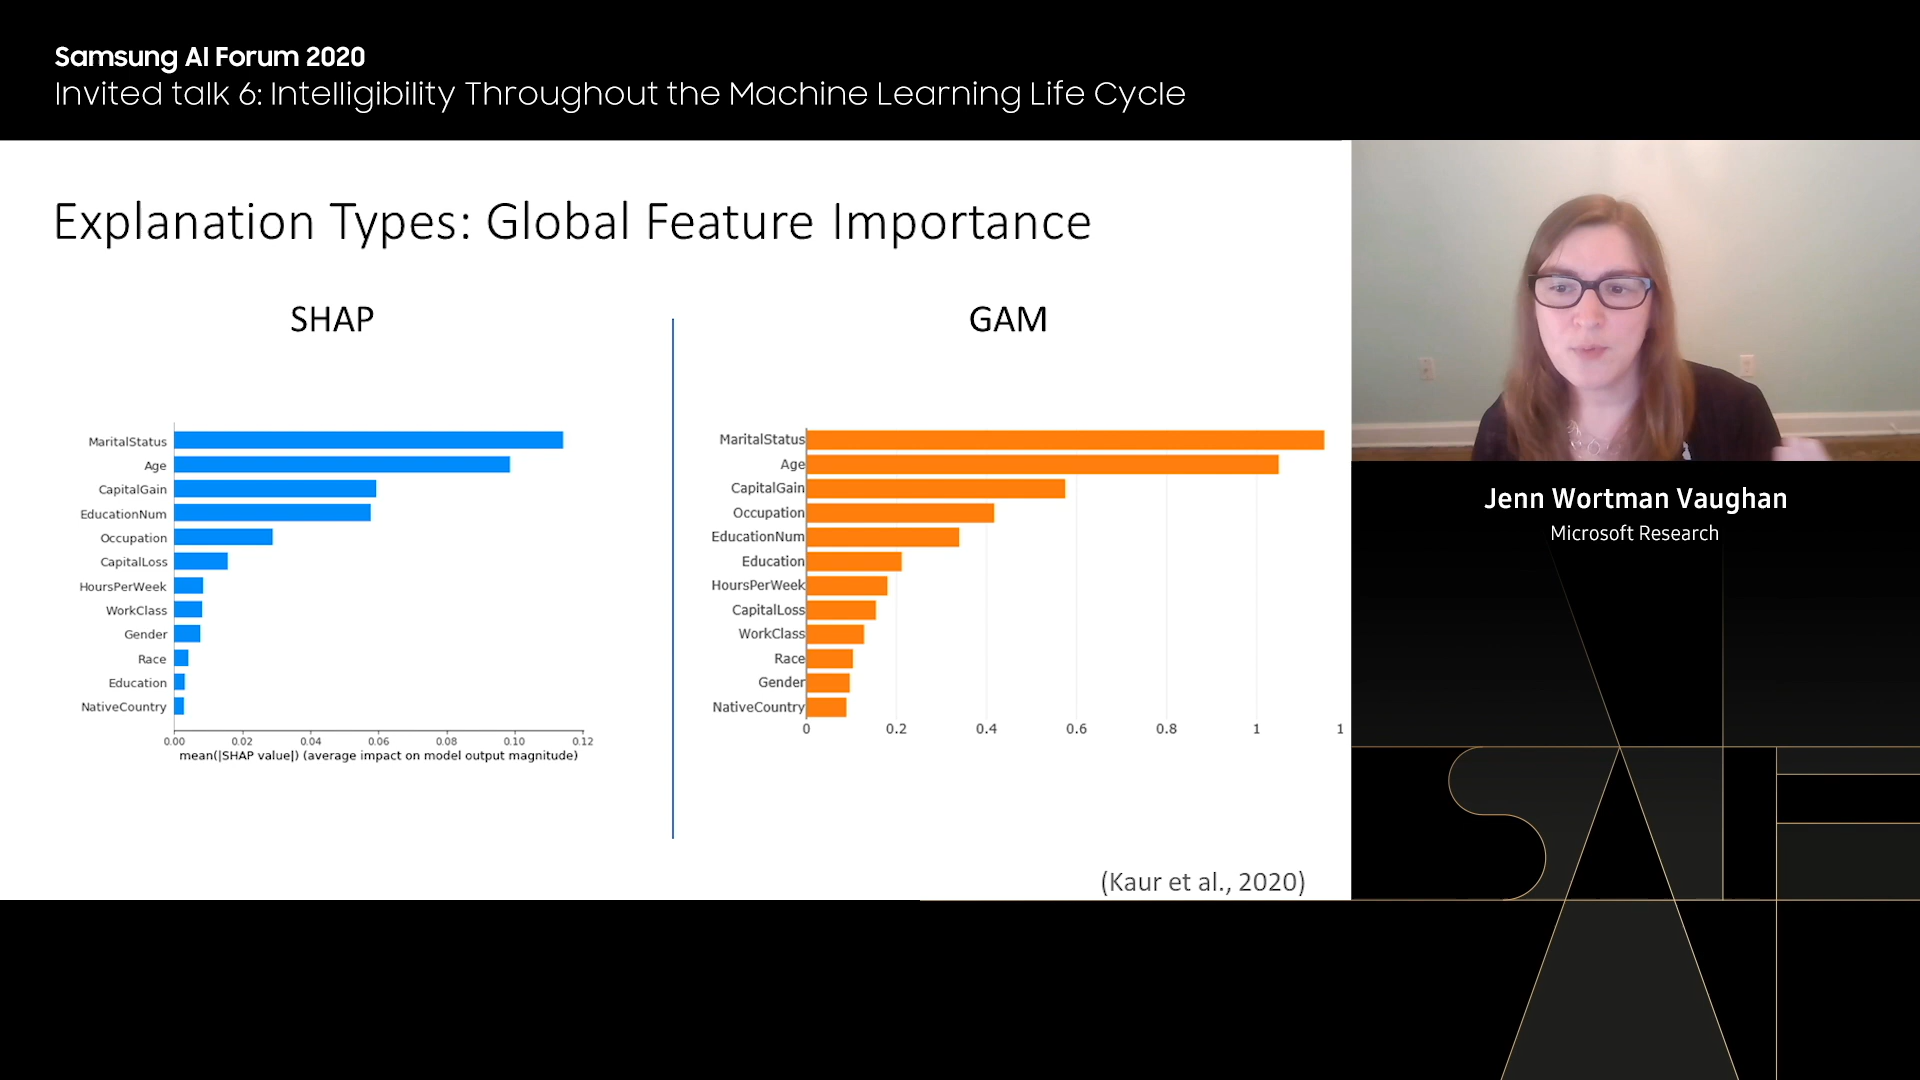 Samsung AI Forum 2020
Invited talk 6: Intelligibility Throughout the Machine Learning Life Cycle
Explanation Types: Global Feature Importance
SHAP
MaritalStatus
Age
CapitalGain
EducationNum
Occupation
CapitalLoss
HoursPerWeek
WorkClass
Gender
Race
Education
NativeCountry
0.00 0.02 0.04 0.06 0.08 0.10 0.12
mean(|SHAP value|) (average impact on model output magnitude)
GAM
MaritalStatus
Age
CapitalGain
Occupation
EducationNum
Education
HoursPerWeek
CapitalLoss
WorkClass
Race
Gender
NativeCountry
0 0.2 0.4 0.6 0.8 1 1
(Kaur et al., 2020)
Jenn Wortman Vaughan
Microsoft Research